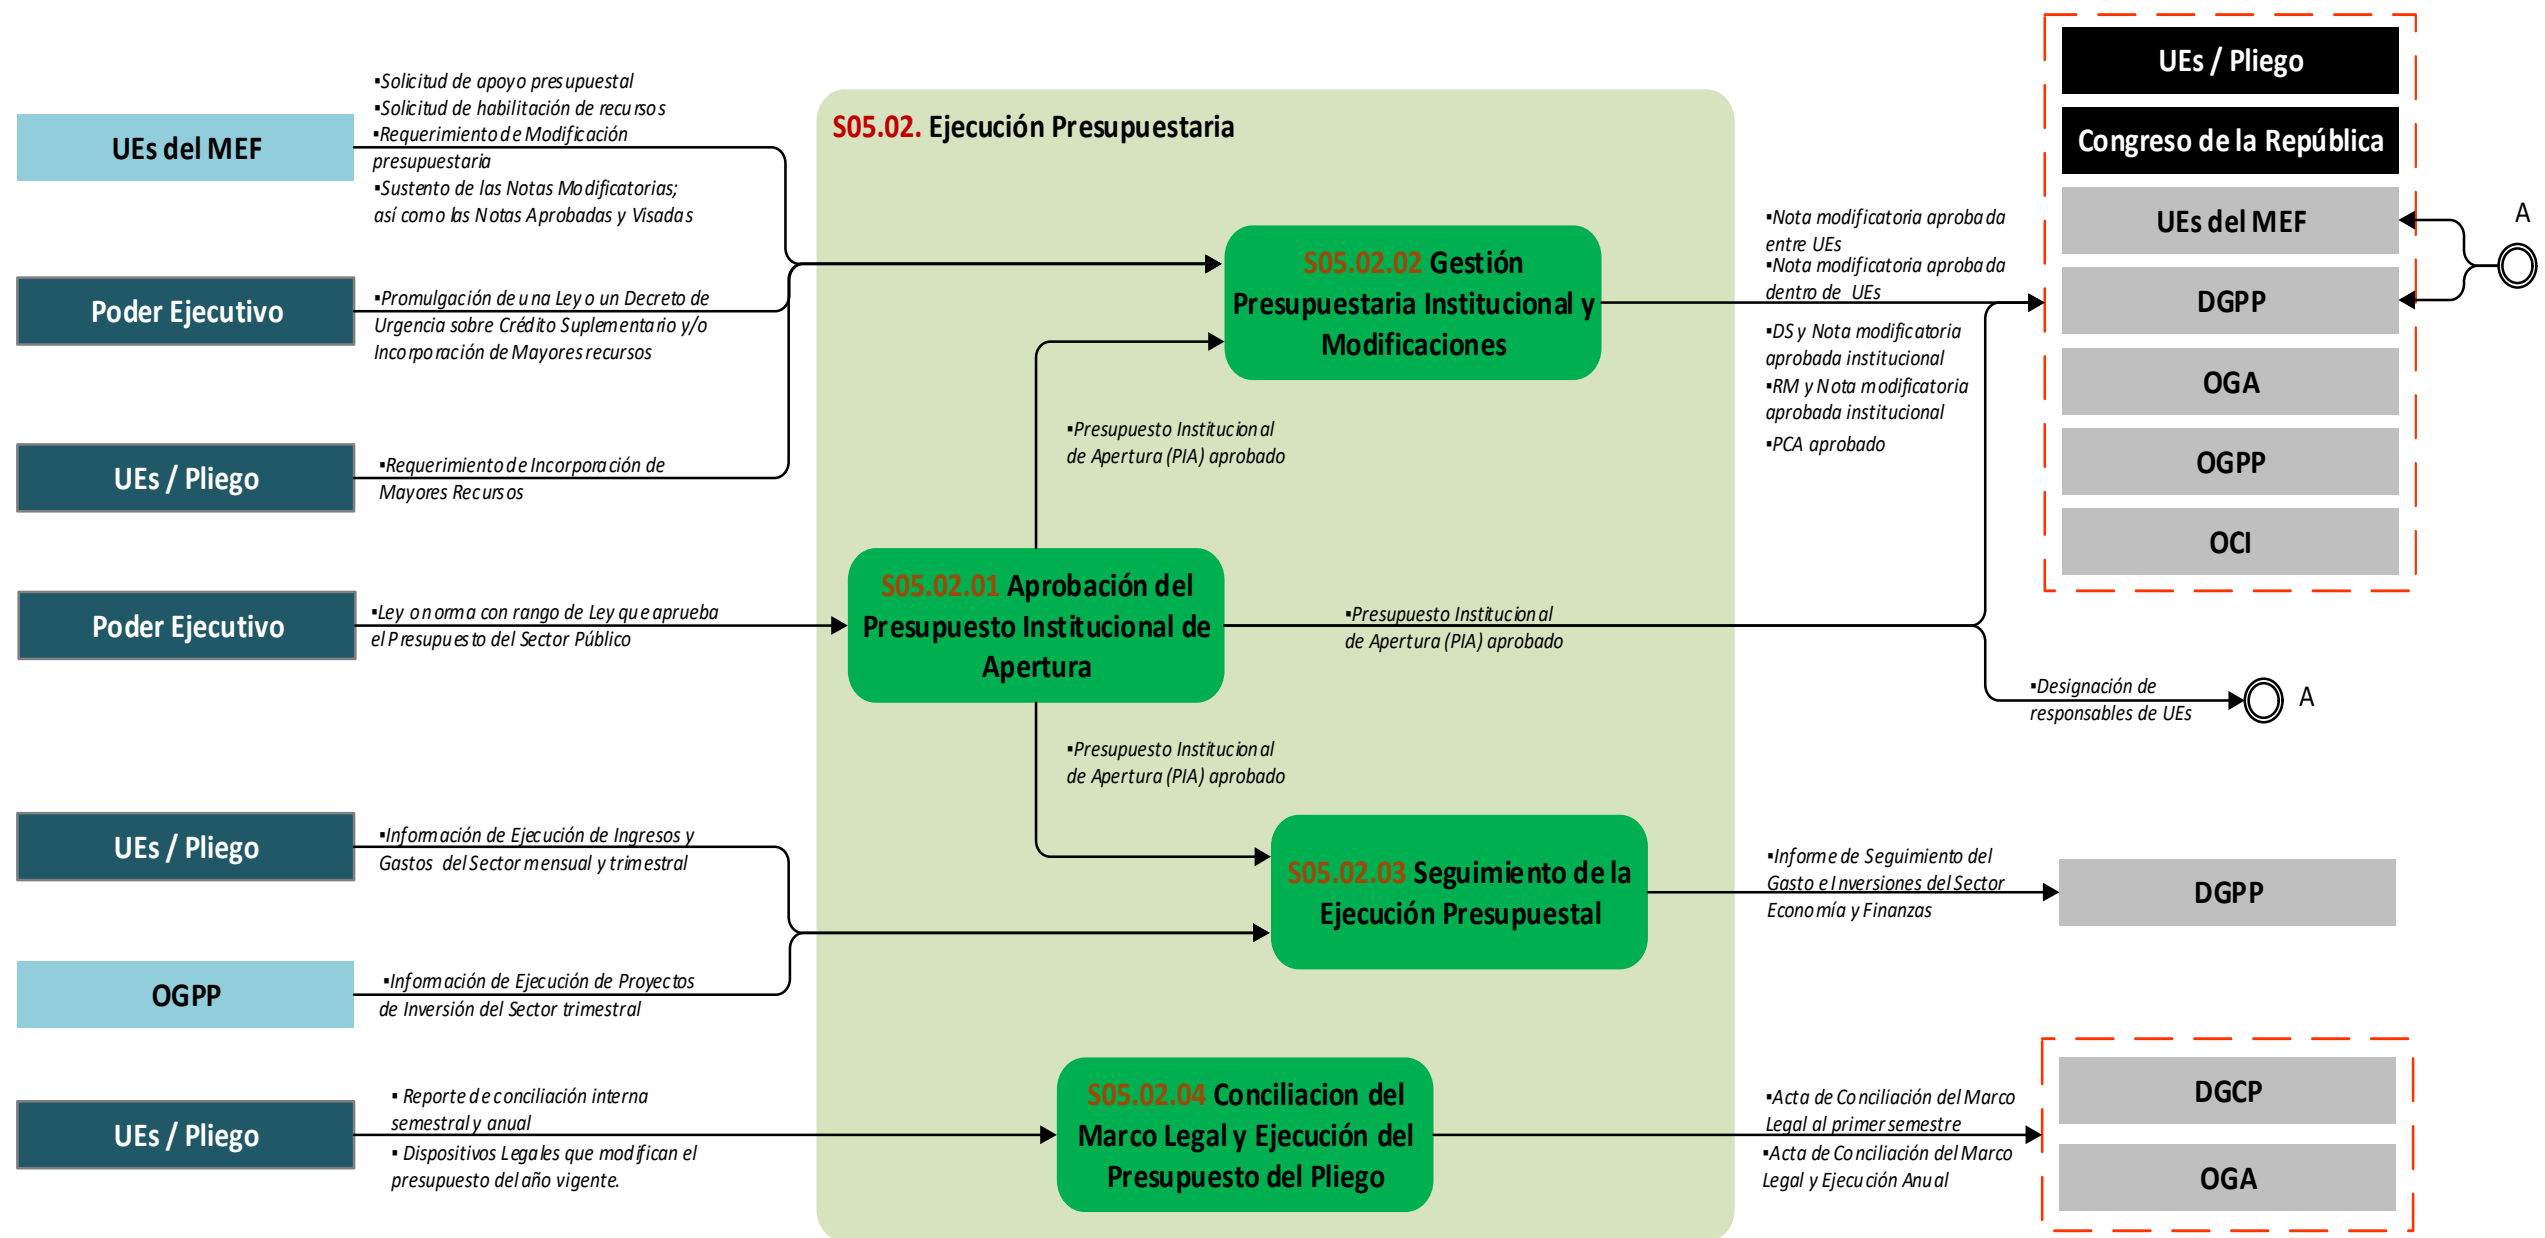 UEs del MEF
▪Solicitud de apoyo presupuestal
▪Solicitud de habilitación de recursos
▪Requerimiento de Modificación
presupuestaria
▪Sustento de las Notas Modificatorias;
así como las Notas Aprobadas y Visadas
Poder Ejecutivo
▪Promulgación de una Ley o un Decreto de
Urgencia sobre Crédito Suplementario y/o
Incorporación de Mayores recursos
UEs / Pliego
▪Requerimiento de Incorporación de
Mayores Recursos
Poder Ejecutivo
▪Ley o norma con rango de Ley que aprueba
el Presupuesto del Sector Público
UEs / Pliego
▪Información de Ejecución de Ingresos y
Gastos del Sector mensual y trimestral
OGPP
▪Información de Ejecución de Proyectos
de Inversión del Sector trimestral
UEs / Pliego
▪ Reporte de conciliación interna
semestral y anual
▪ Dispositivos Legales que modifican el
presupuesto del año vigente.
S05.02. Ejecución Presupuestaria
S05.02.02 Gestión
Presupuestaria Institucional y
Modificaciones
▪Presupuesto Institucional
de Apertura (PIA) aprobado
S05.02.01 Aprobación del
Presupuesto Institucional de
Apertura
▪Presupuesto Institucional
de Apertura (PIA) aprobado
▪Presupuesto Institucional
de Apertura (PIA) aprobado
S05.02.03 Seguimiento de la
Ejecución Presupuestal
S05.02.04 Conciliacion del
Marco Legal y Ejecución del
Presupuesto del Pliego
▪Nota modificatoria aprobada
entre UEs
▪Nota modificatoria aprobada
dentro de UEs
▪DS y Nota modificatoria
aprobada institucional
▪RM y Nota modificatoria
aprobada institucional
▪PCA aprobado
▪Designación de
responsables de UEs
A
▪Informe de Seguimiento del
Gasto e Inversiones del Sector
Economía y Finanzas
▪Acta de Conciliación del Marco
Legal al primer semestre
▪Acta de Conciliación del Marco
Legal y Ejecución Anual
UEs / Pliego
Congreso de la República
UEs del MEF
A
DGPP
OGA
OGPP
OCI
DGPP
DGCP
OGA